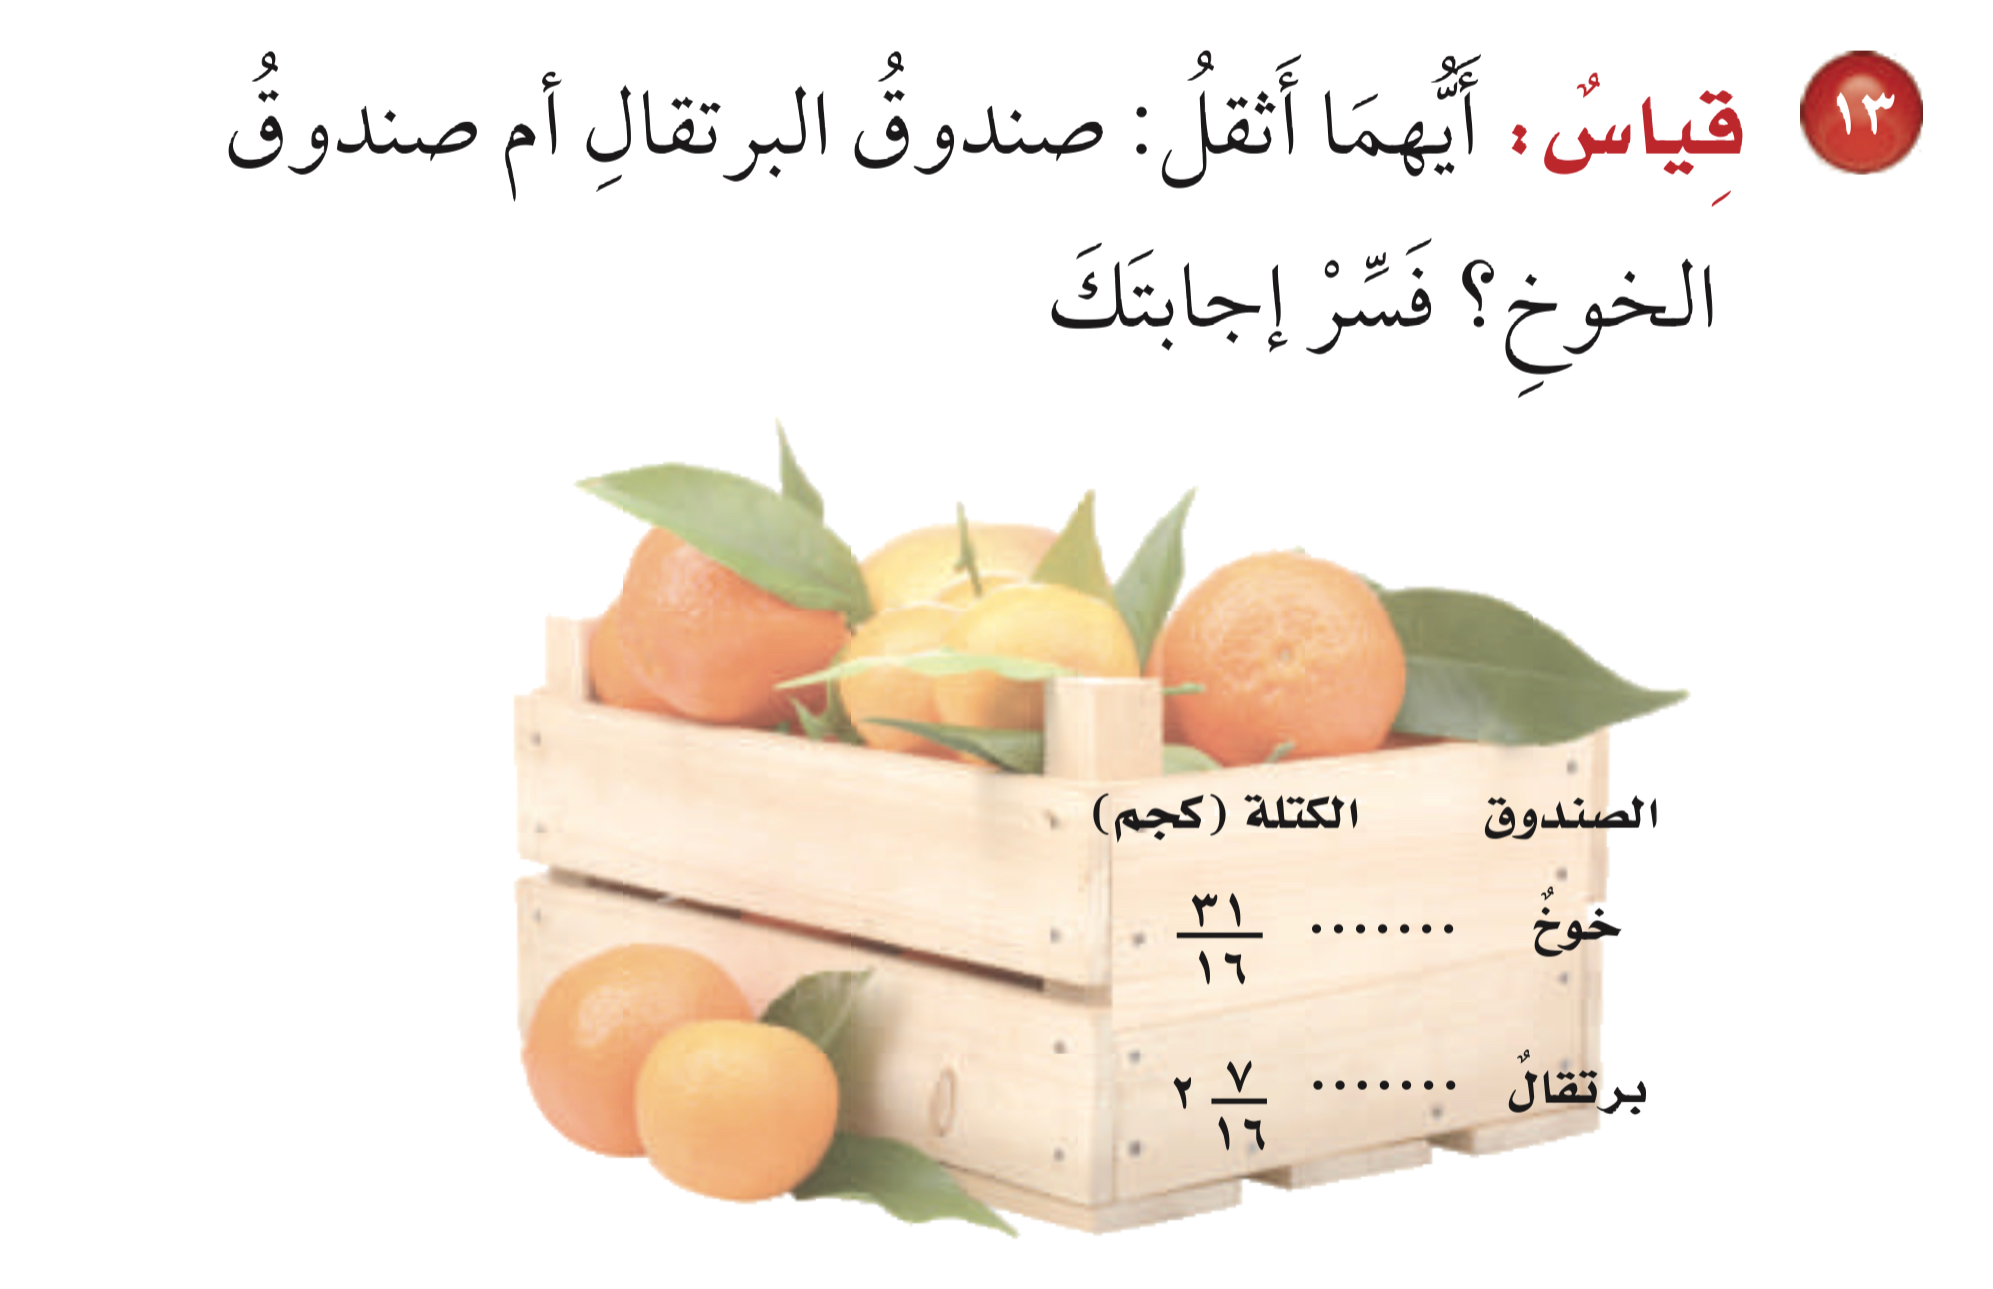 ١٣ قِياسٌ: أَيُّهمَا أَثقلُ: صندوقُ البرتقالِ أم صندوقُ
الخوخِ؟ فَسِّرْ إجابتَكَ
الصندوق الكتلة (كجم)
خوخٌ ....... ٣١/١٦
برتقالٌ ....... ٢ ٧/١٦